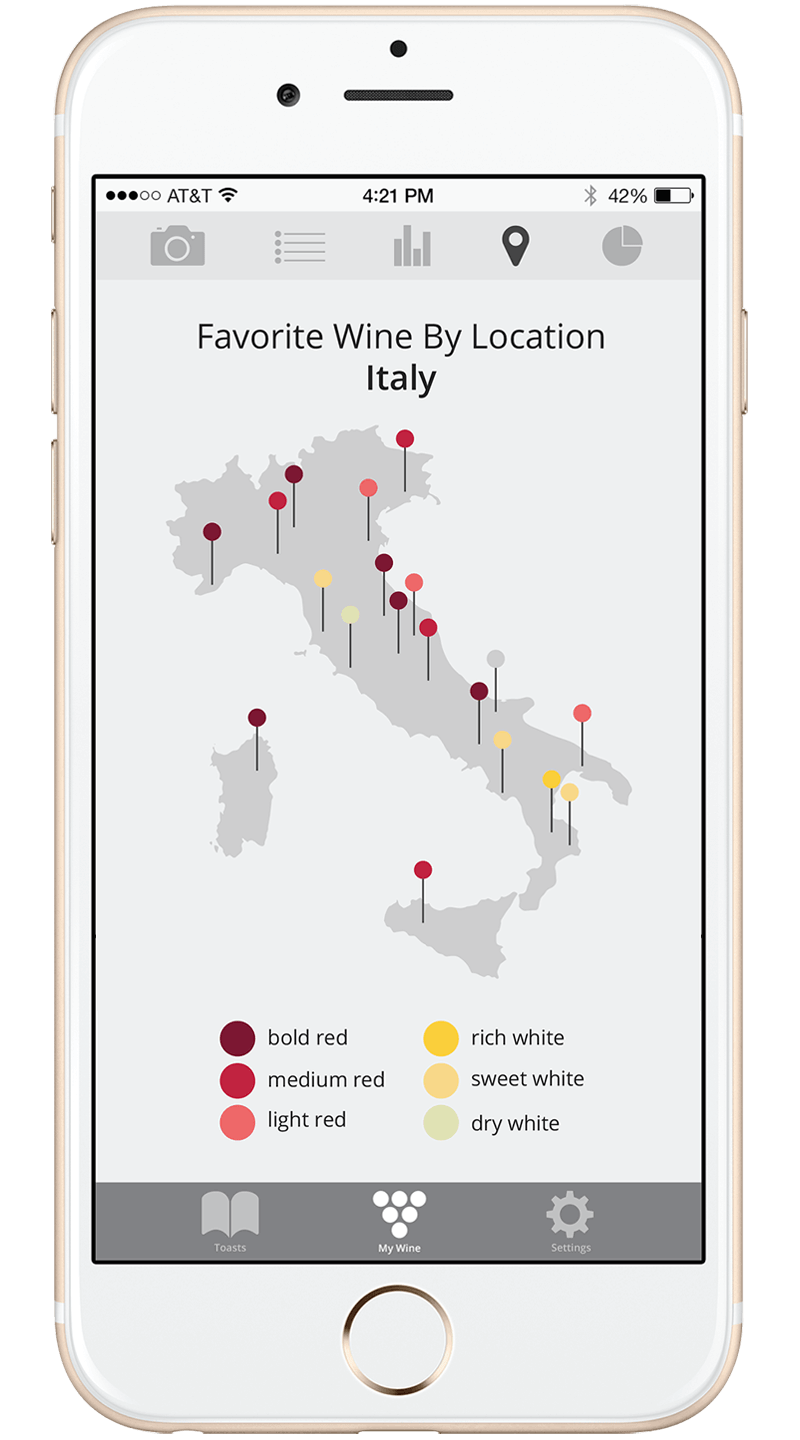 AT&T 4:21 PM 42%
Favorite Wine By Location
Italy
bold red rich white
medium red sweet white
light red dry white
Toasts My Wine Settings